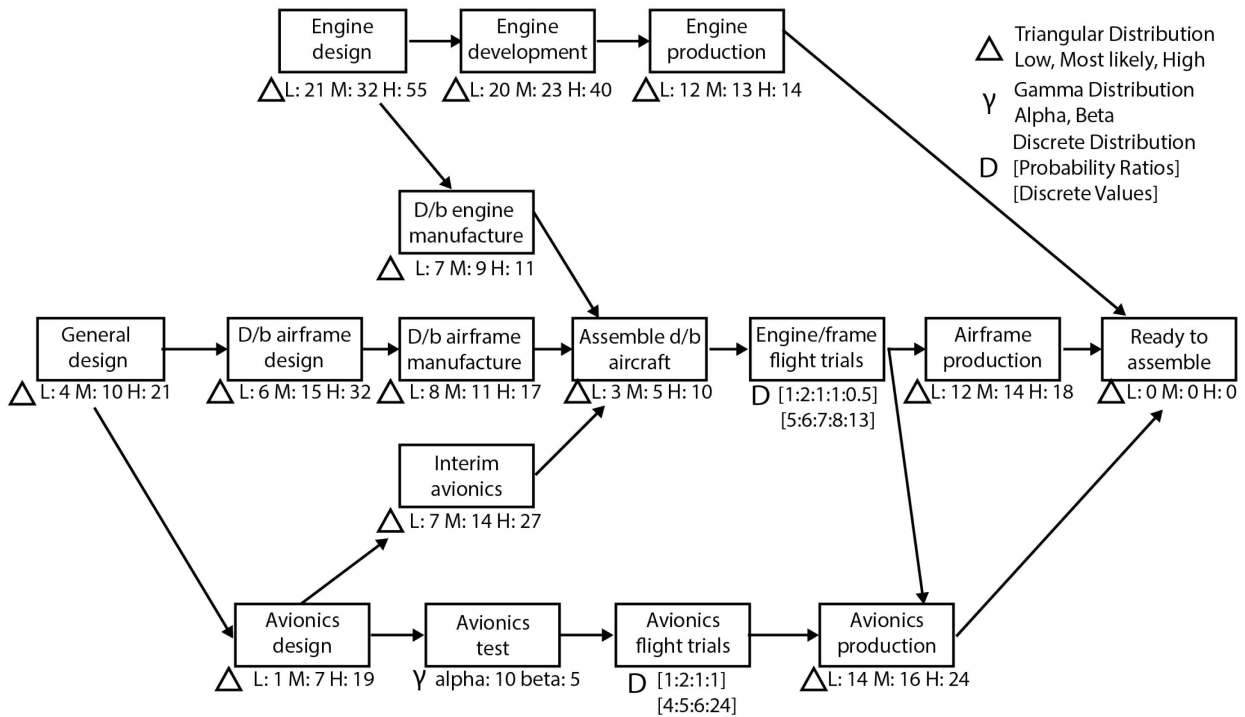 Engine
design
L: 21 M: 32 H: 55
Engine
development
L: 20 M: 23 H: 40
Engine
production
L: 12 M: 13 H: 14
Triangular Distribution
Low, Most likely, High
γ Gamma Distribution
Alpha, Beta
Discrete Distribution
D [Probability Ratios]
[Discrete Values]
D/b engine
manufacture
L: 7 M: 9 H: 11
General
design
L: 4 M: 10 H: 21
D/b airframe
design
L: 6 M: 15 H: 32
D/b airframe
manufacture
L: 8 M: 11 H: 17
Assemble d/b
aircraft
L: 3 M: 5 H: 10
Engine/frame
flight trials
D [1:2:1:1:0.5]
[5:6:7:8:13]
Airframe
production
L: 12 M: 14 H: 18
Ready to
assemble
L: 0 M: 0 H: 0
Interim
avionics
L: 7 M: 14 H: 27
Avionics
design
L: 1 M: 7 H: 19
Avionics
test
γ alpha: 10 beta: 5
Avionics
flight trials
D [1:2:1:1]
[4:5:6:24]
Avionics
production
L: 14 M: 16 H: 24